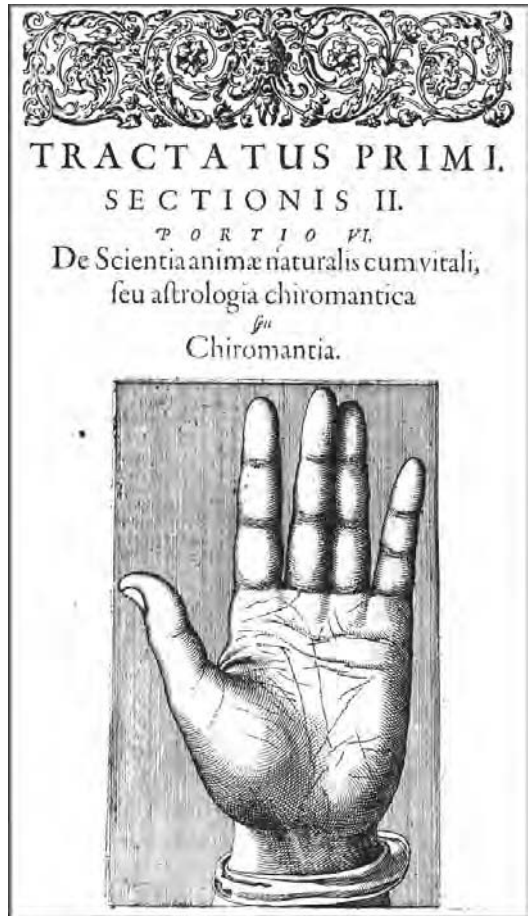 TRACTATUS PRIMI.
SECTIONIS II.
PORTIO VI.
De Scientia animæ naturalis cum vitali,
ſeu aſtrologia chiromantica
ſeu
Chiromantia.